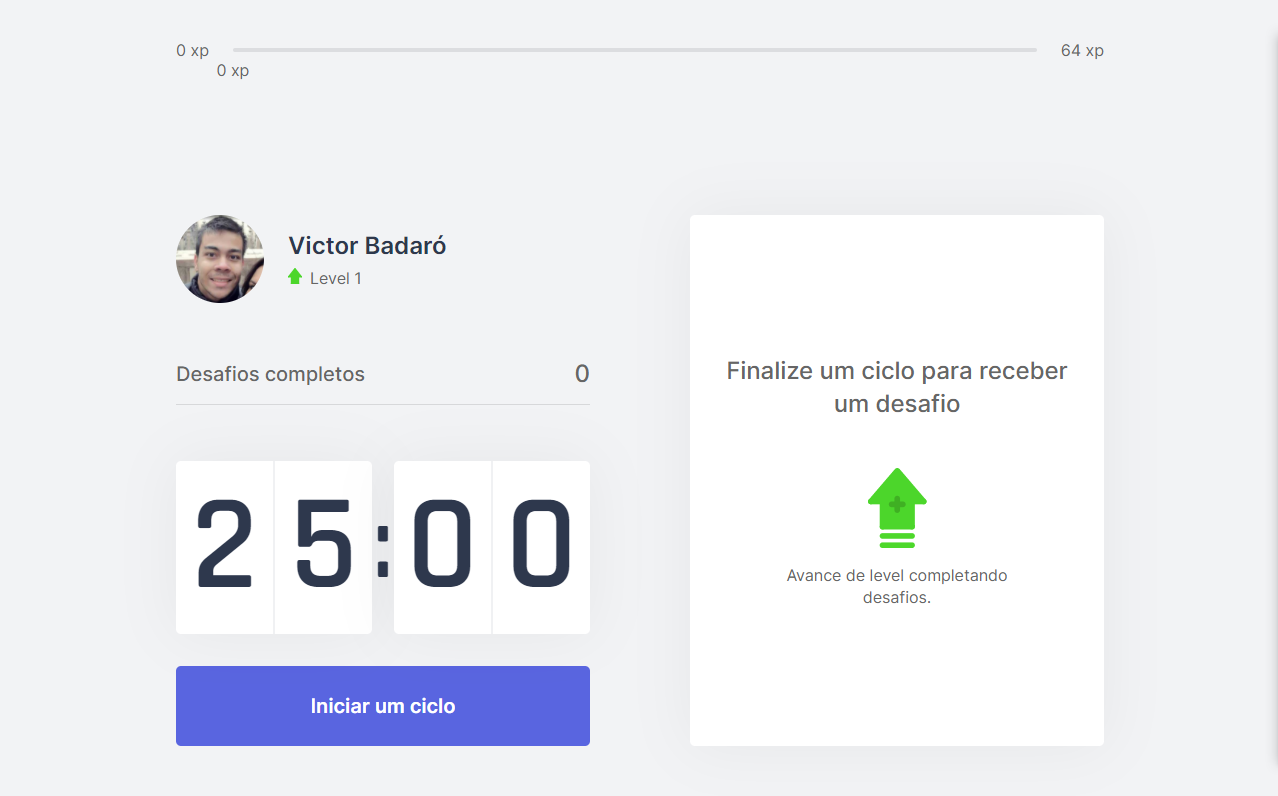 0 xp
64 xp
0 xp
Victor Badaró
Level 1
Desafios completos
0
25:00
Iniciar um ciclo
Finalize um ciclo para receber
um desafio
Avance de level completando
desafios.